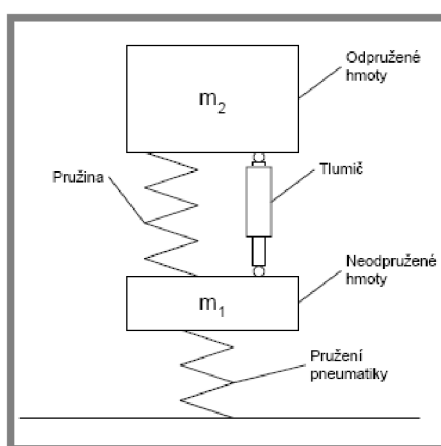 Odpružené
hmoty
m2
Tlumič
Pružina
Neodpružené
hmoty
m1
Pružení
pneumatiky